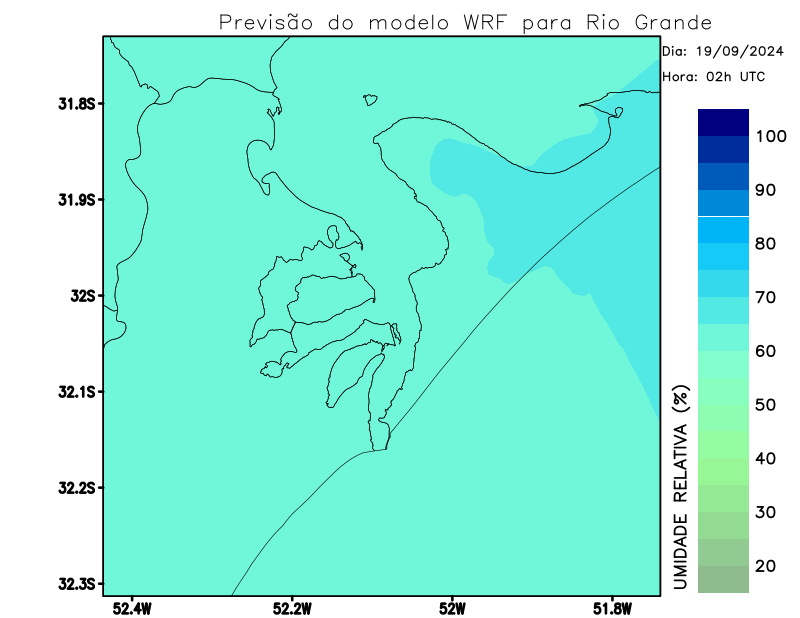 Previsão do modelo WRF para Rio Grande
Dia: 19/09/2024
Hora: 02h UTC
31.8S
31.9S
32S
32.1S
32.2S
32.3S
52.4W
52.2W
52W
51.8W
UMIDADE RELATIVA (%)
100
90
80
70
60
50
40
30
20